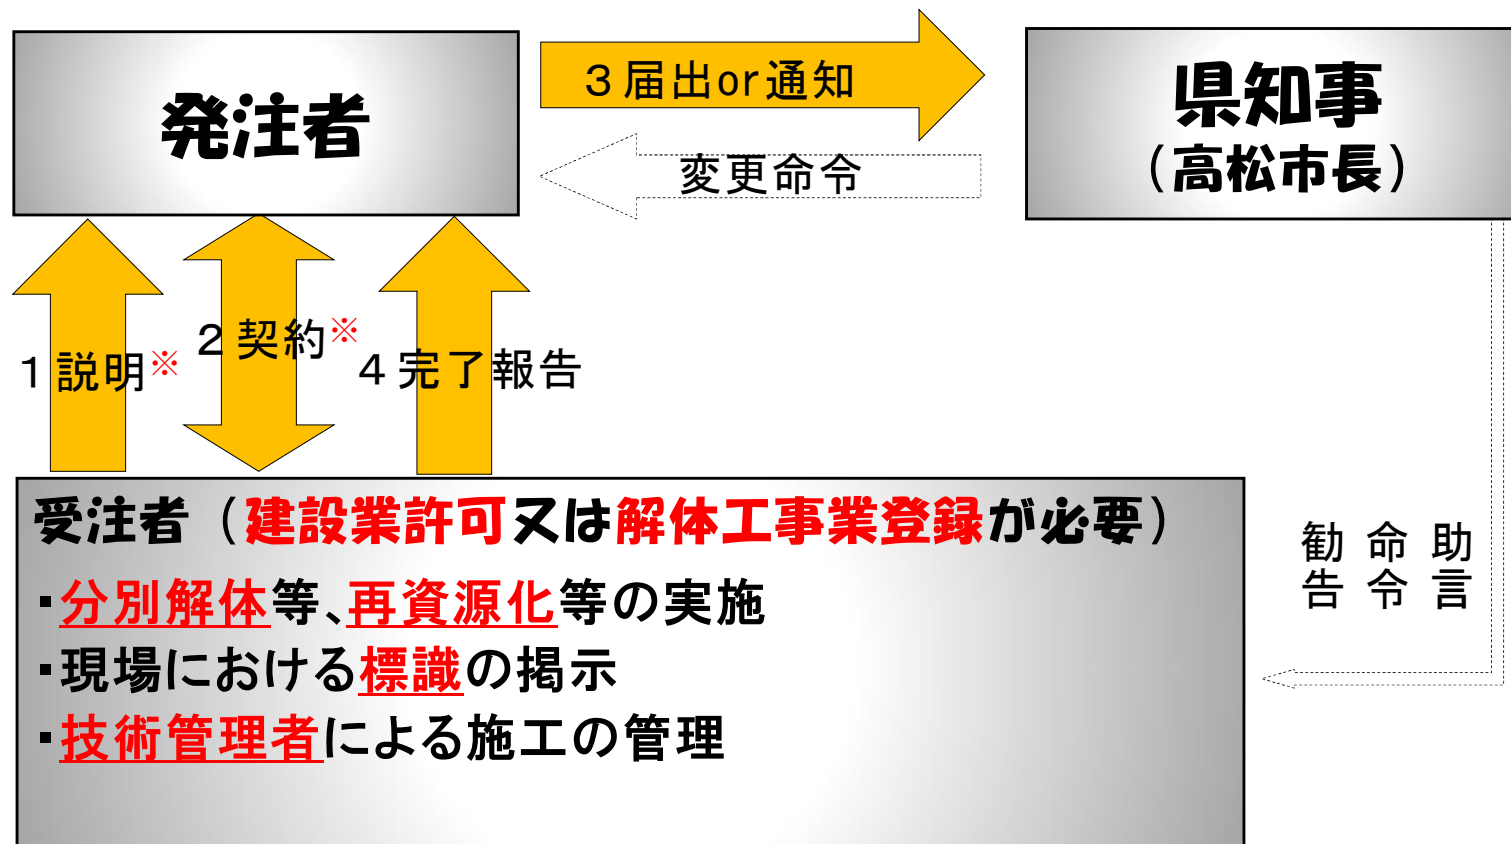 発注者
３届出or通知
変更命令
県知事
（高松市長）
１説明※
２契約※
４完了報告
受注者（建設業許可又は解体工事業登録が必要）
・分別解体等、再資源化等の実施
・現場における標識の掲示
・技術管理者による施工の管理
助言
命令
勧告